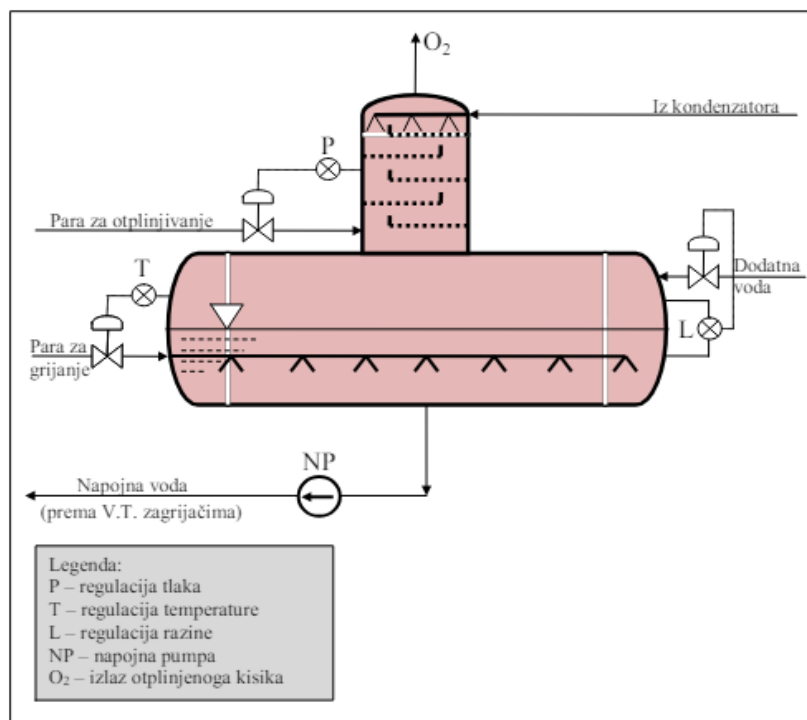 O₂
Iz kondenzatora
P
Para za otplinjivanje
T
Dodatna
voda
L
Para za
grijanje
NP
Napojna voda
(prema V.T. zagrijačima)
Legenda:
P – regulacija tlaka
T – regulacija temperature
L – regulacija razine
NP – napojna pumpa
O₂ – izlaz otplinjenoga kisika